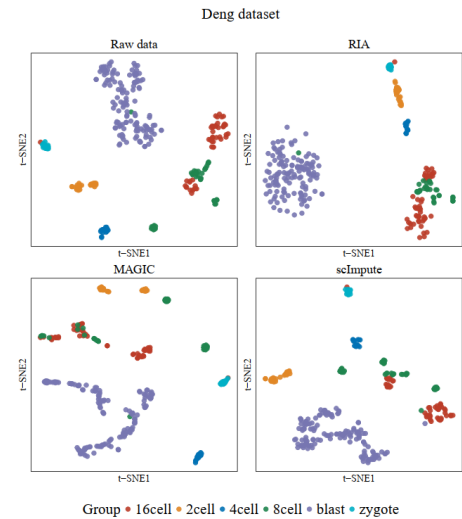 Deng dataset
Raw data
RIA
t-SNE2
t-SNE2
t-SNE1
t-SNE1
MAGIC
scImpute
t-SNE2
t-SNE2
t-SNE1
t-SNE1
Group 16cell 2cell 4cell 8cell blast zygote